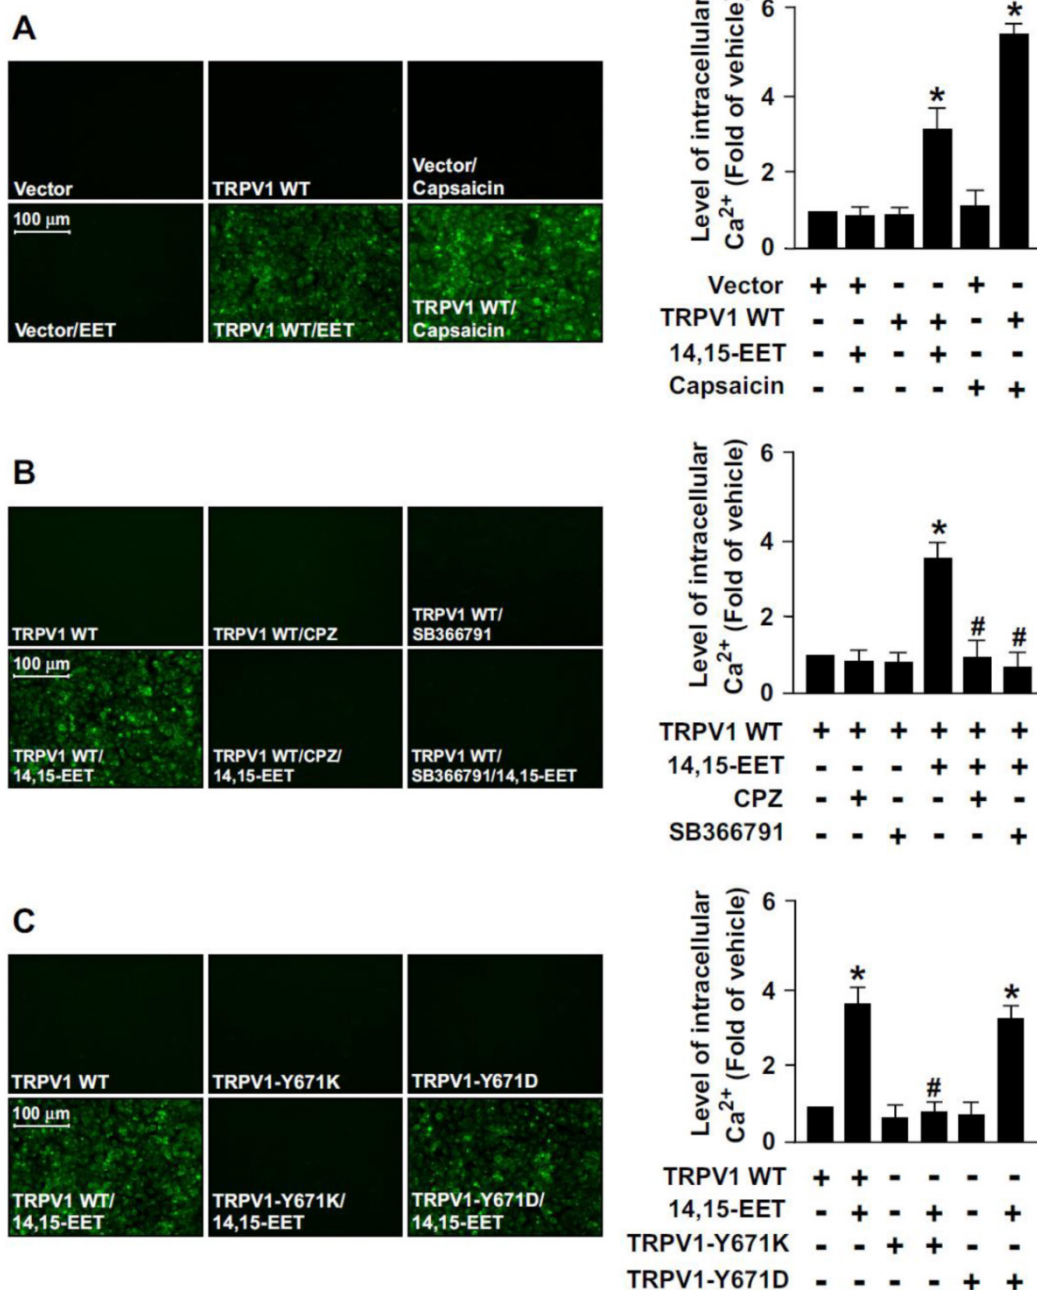 A
Vector
TRPV1 WT
Vector/
Capsaicin
100 µm
Vector/EET
TRPV1 WT/EET
TRPV1 WT/
Capsaicin
Level of intracellular
Ca2+ (Fold of vehicle)
6
4
2
0
*
*
Vector + + - - + -
TRPV1 WT - - + + - +
14,15-EET - + - + - -
Capsaicin - - - - + +
B
TRPV1 WT
TRPV1 WT/CPZ
TRPV1 WT/
SB366791
100 µm
TRPV1 WT/
14,15-EET
TRPV1 WT/CPZ/
14,15-EET
TRPV1 WT/
SB366791/14,15-EET
Level of intracellular
Ca2+ (Fold of vehicle)
6
4
2
0
*
#
#
TRPV1 WT + + + + + +
14,15-EET - - - + + +
CPZ - + - - + -
SB366791 - - + - - +
C
TRPV1 WT
TRPV1-Y671K
TRPV1-Y671D
100 µm
TRPV1 WT/
14,15-EET
TRPV1-Y671K/
14,15-EET
TRPV1-Y671D/
14,15-EET
Level of intracellular
Ca2+ (Fold of vehicle)
6
4
2
0
*
#
*
TRPV1 WT + + - - - -
14,15-EET - + - + - +
TRPV1-Y671K - - + + - -
TRPV1-Y671D - - - - + +